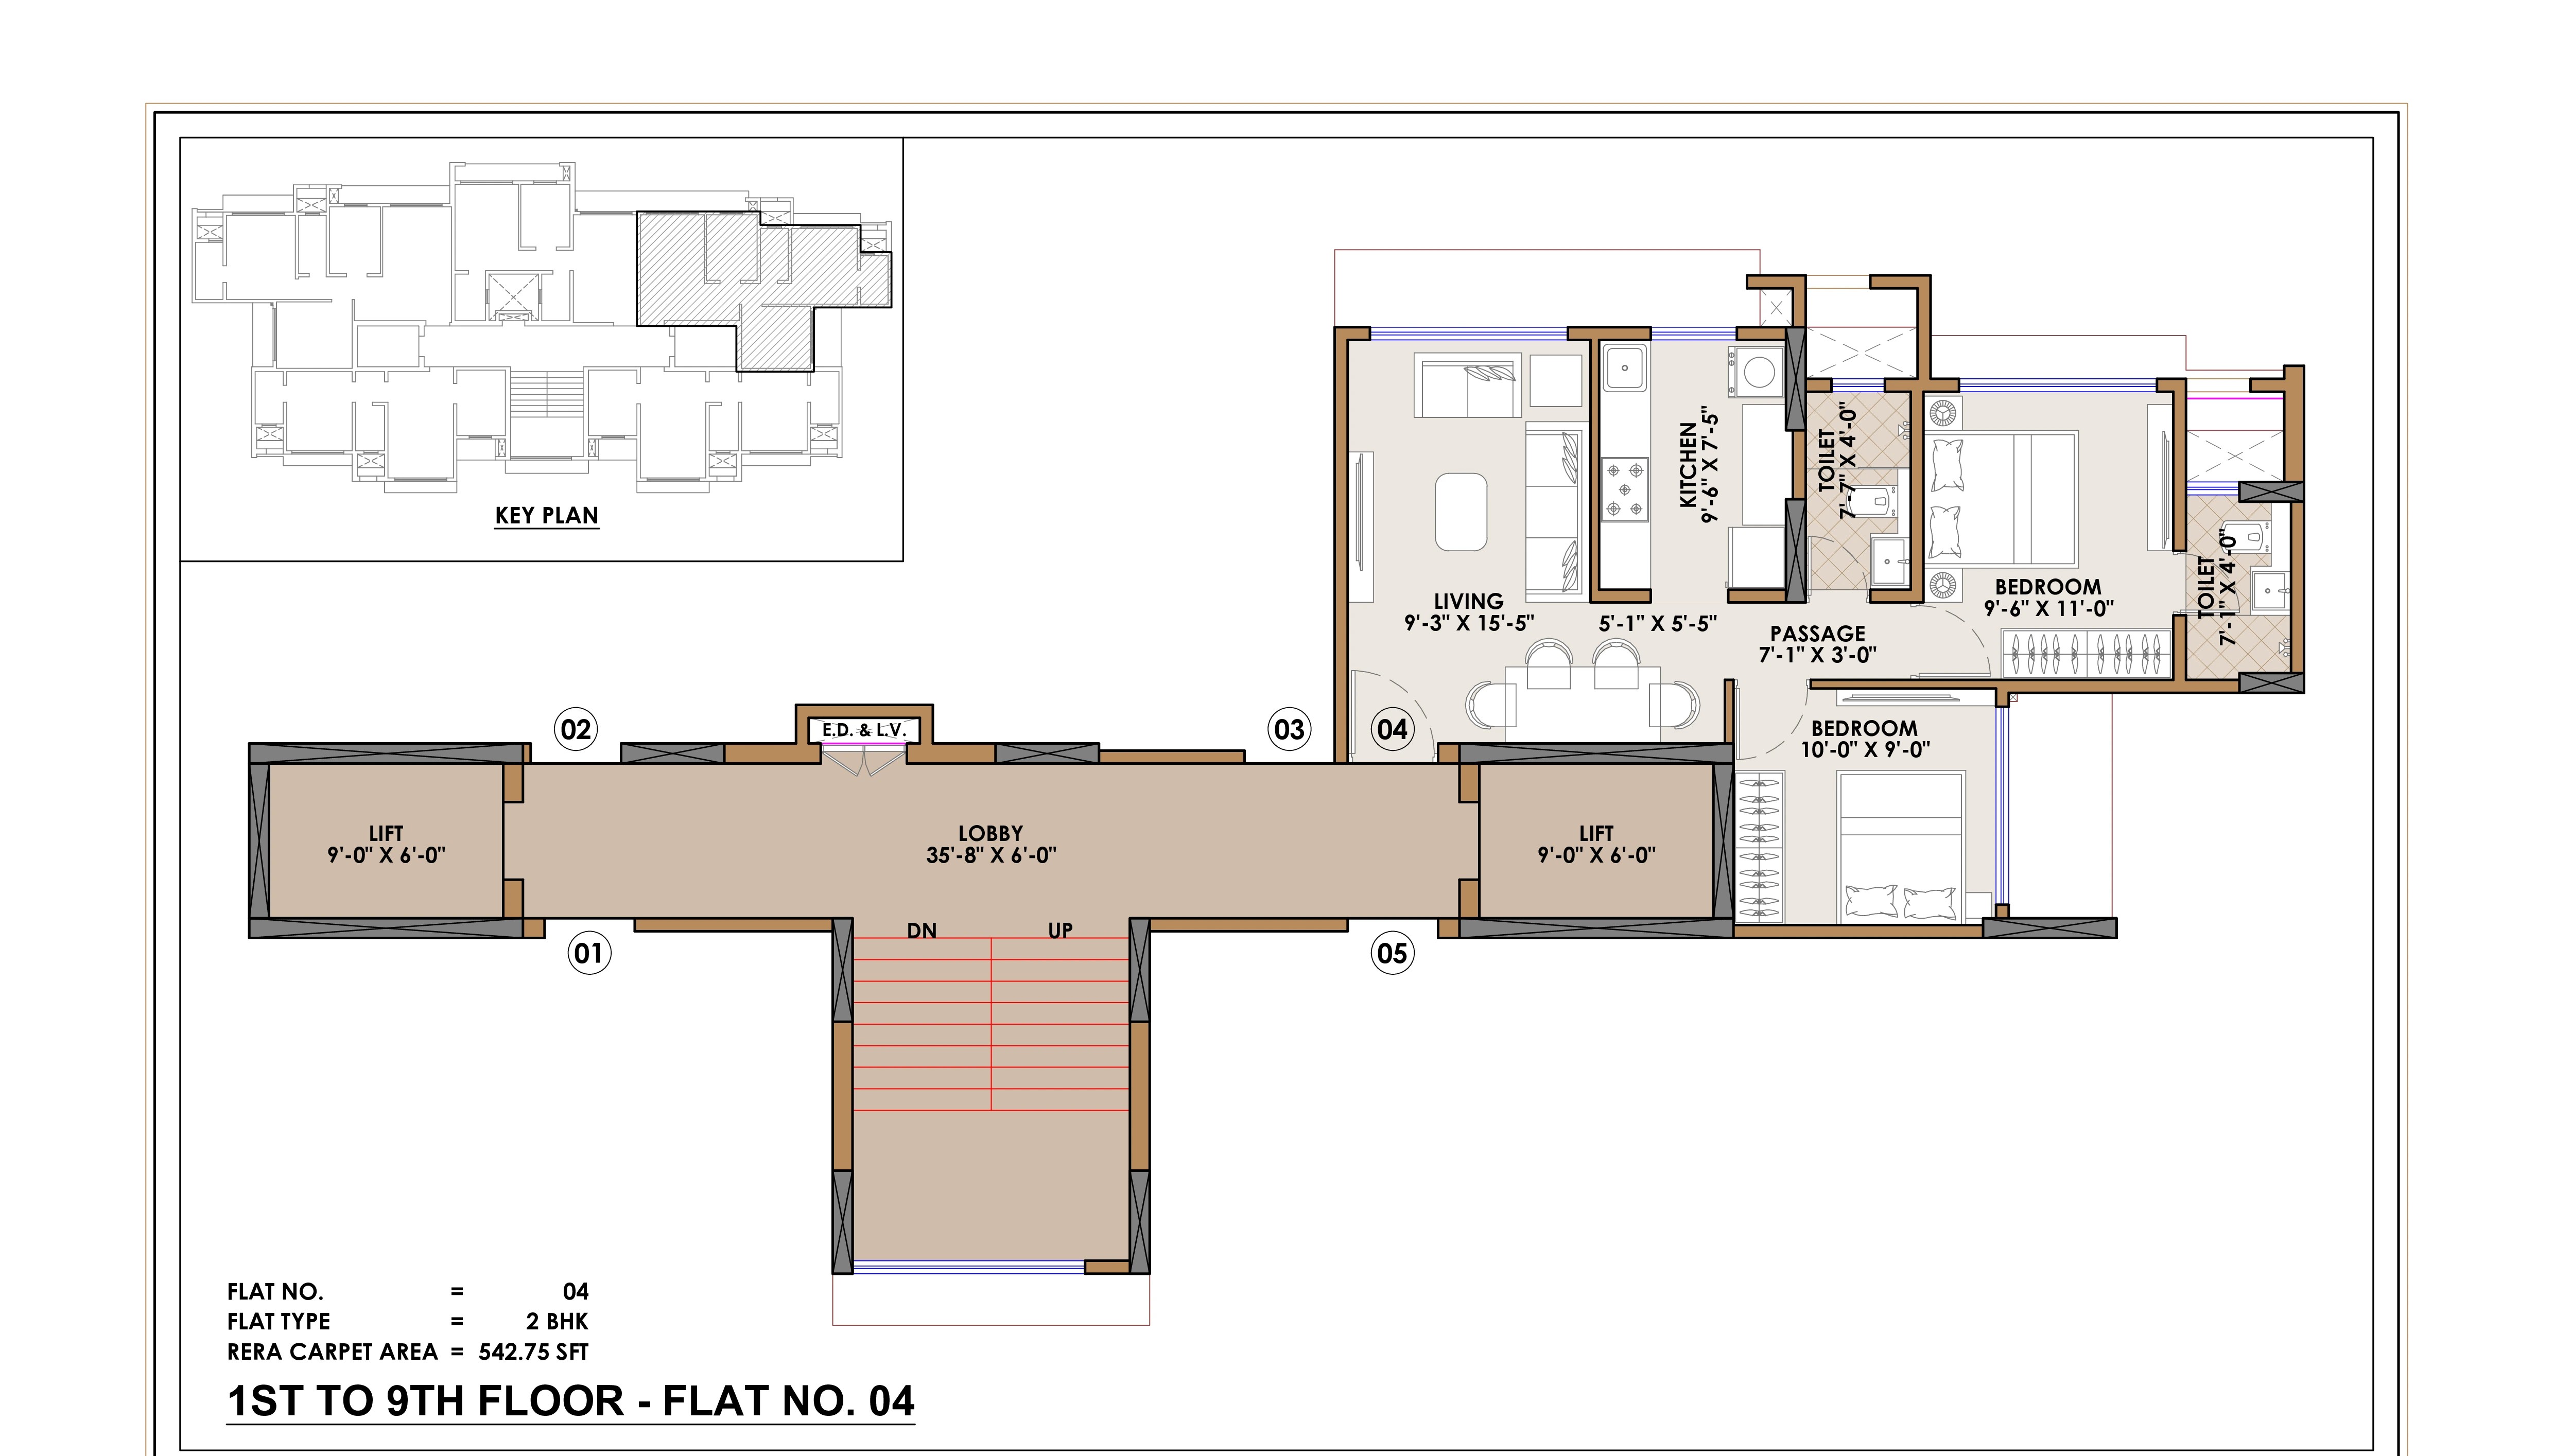 KEY PLAN
KITCHEN
9'-6" X 7'-5"
TOILET
7'-7" X 4'-0"
LIVING
9'-3" X 15'-5"
5'-1" X 5'-5"
PASSAGE
7'-1" X 3'-0"
BEDROOM
9'-6" X 11'-0"
TOILET
7'-1" X 4'-0"
02
E.D. & L.V.
03
04
BEDROOM
10'-0" X 9'-0"
LIFT
9'-0" X 6'-0"
LOBBY
35'-8" X 6'-0"
LIFT
9'-0" X 6'-0"
DN
UP
01
05
FLAT NO. = 04
FLAT TYPE = 2 BHK
RERA CARPET AREA = 542.75 SFT
1ST TO 9TH FLOOR - FLAT NO. 04